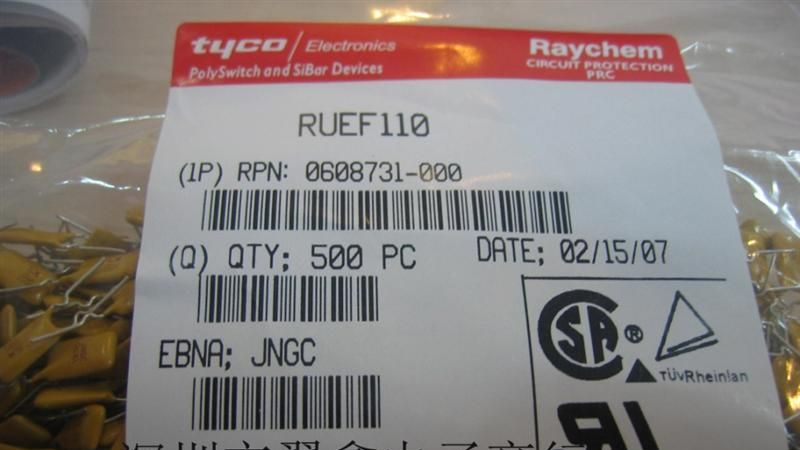 tyco / Electronics
PolySwitch and SiBar Devices
Raychem
CIRCUIT PROTECTION
PRC
RUEF110
(1P) RPN: 0608731-000
(Q) QTY; 500 PC
DATE; 02/15/07
EBNA; JNGC
CSA ®
TÜVRheinlan